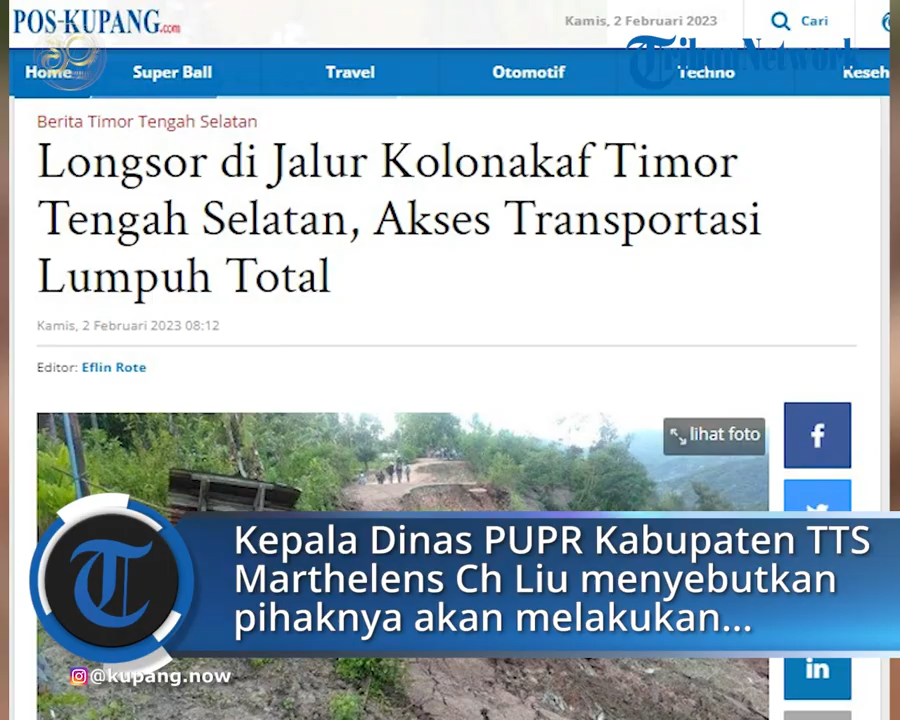 POS-KUPANG.com
Kamis, 2 Februari 2023
Cari
TribunNetwork
Home
Super Ball
Travel
Otomotif
Techno
Keseh
Berita Timor Tengah Selatan
Longsor di Jalur Kolonakaf Timor
Tengah Selatan, Akses Transportasi
Lumpuh Total
Kamis, 2 Februari 2023 08:12
Editor: Eflin Rote
lihat foto
Kepala Dinas PUPR Kabupaten TTS
Marthelens Ch Liu menyebutkan
pihaknya akan melakukan...
@kupang.now